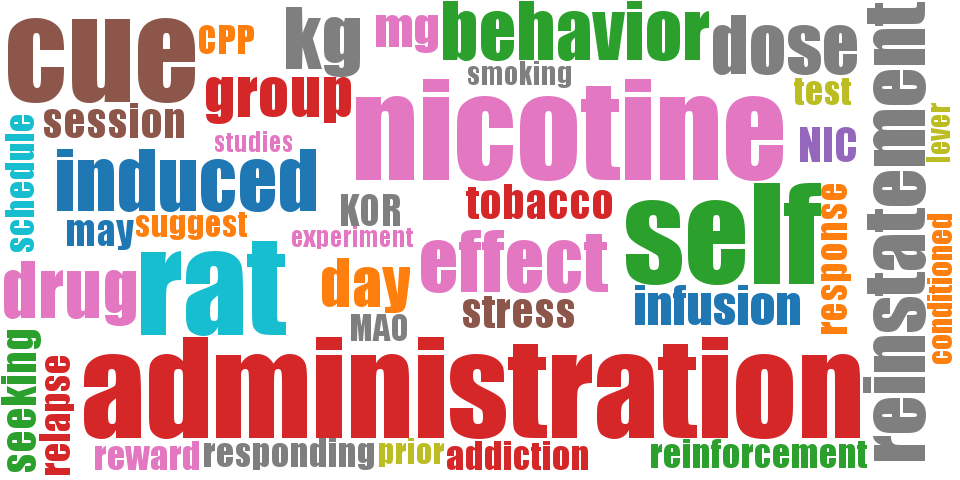 cue
CPP
kg
mg
behavior
dose
reinstatement
smoking
group
nicotine
test
session
studies
NIC
lever
schedule
induced
KOR
tobacco
self
response
may
suggest
experiment
effect
conditioned
drug
rat
day
stress
infusion
MAO
seeking
relapse
administration
reward
responding
prior
addiction
reinforcement